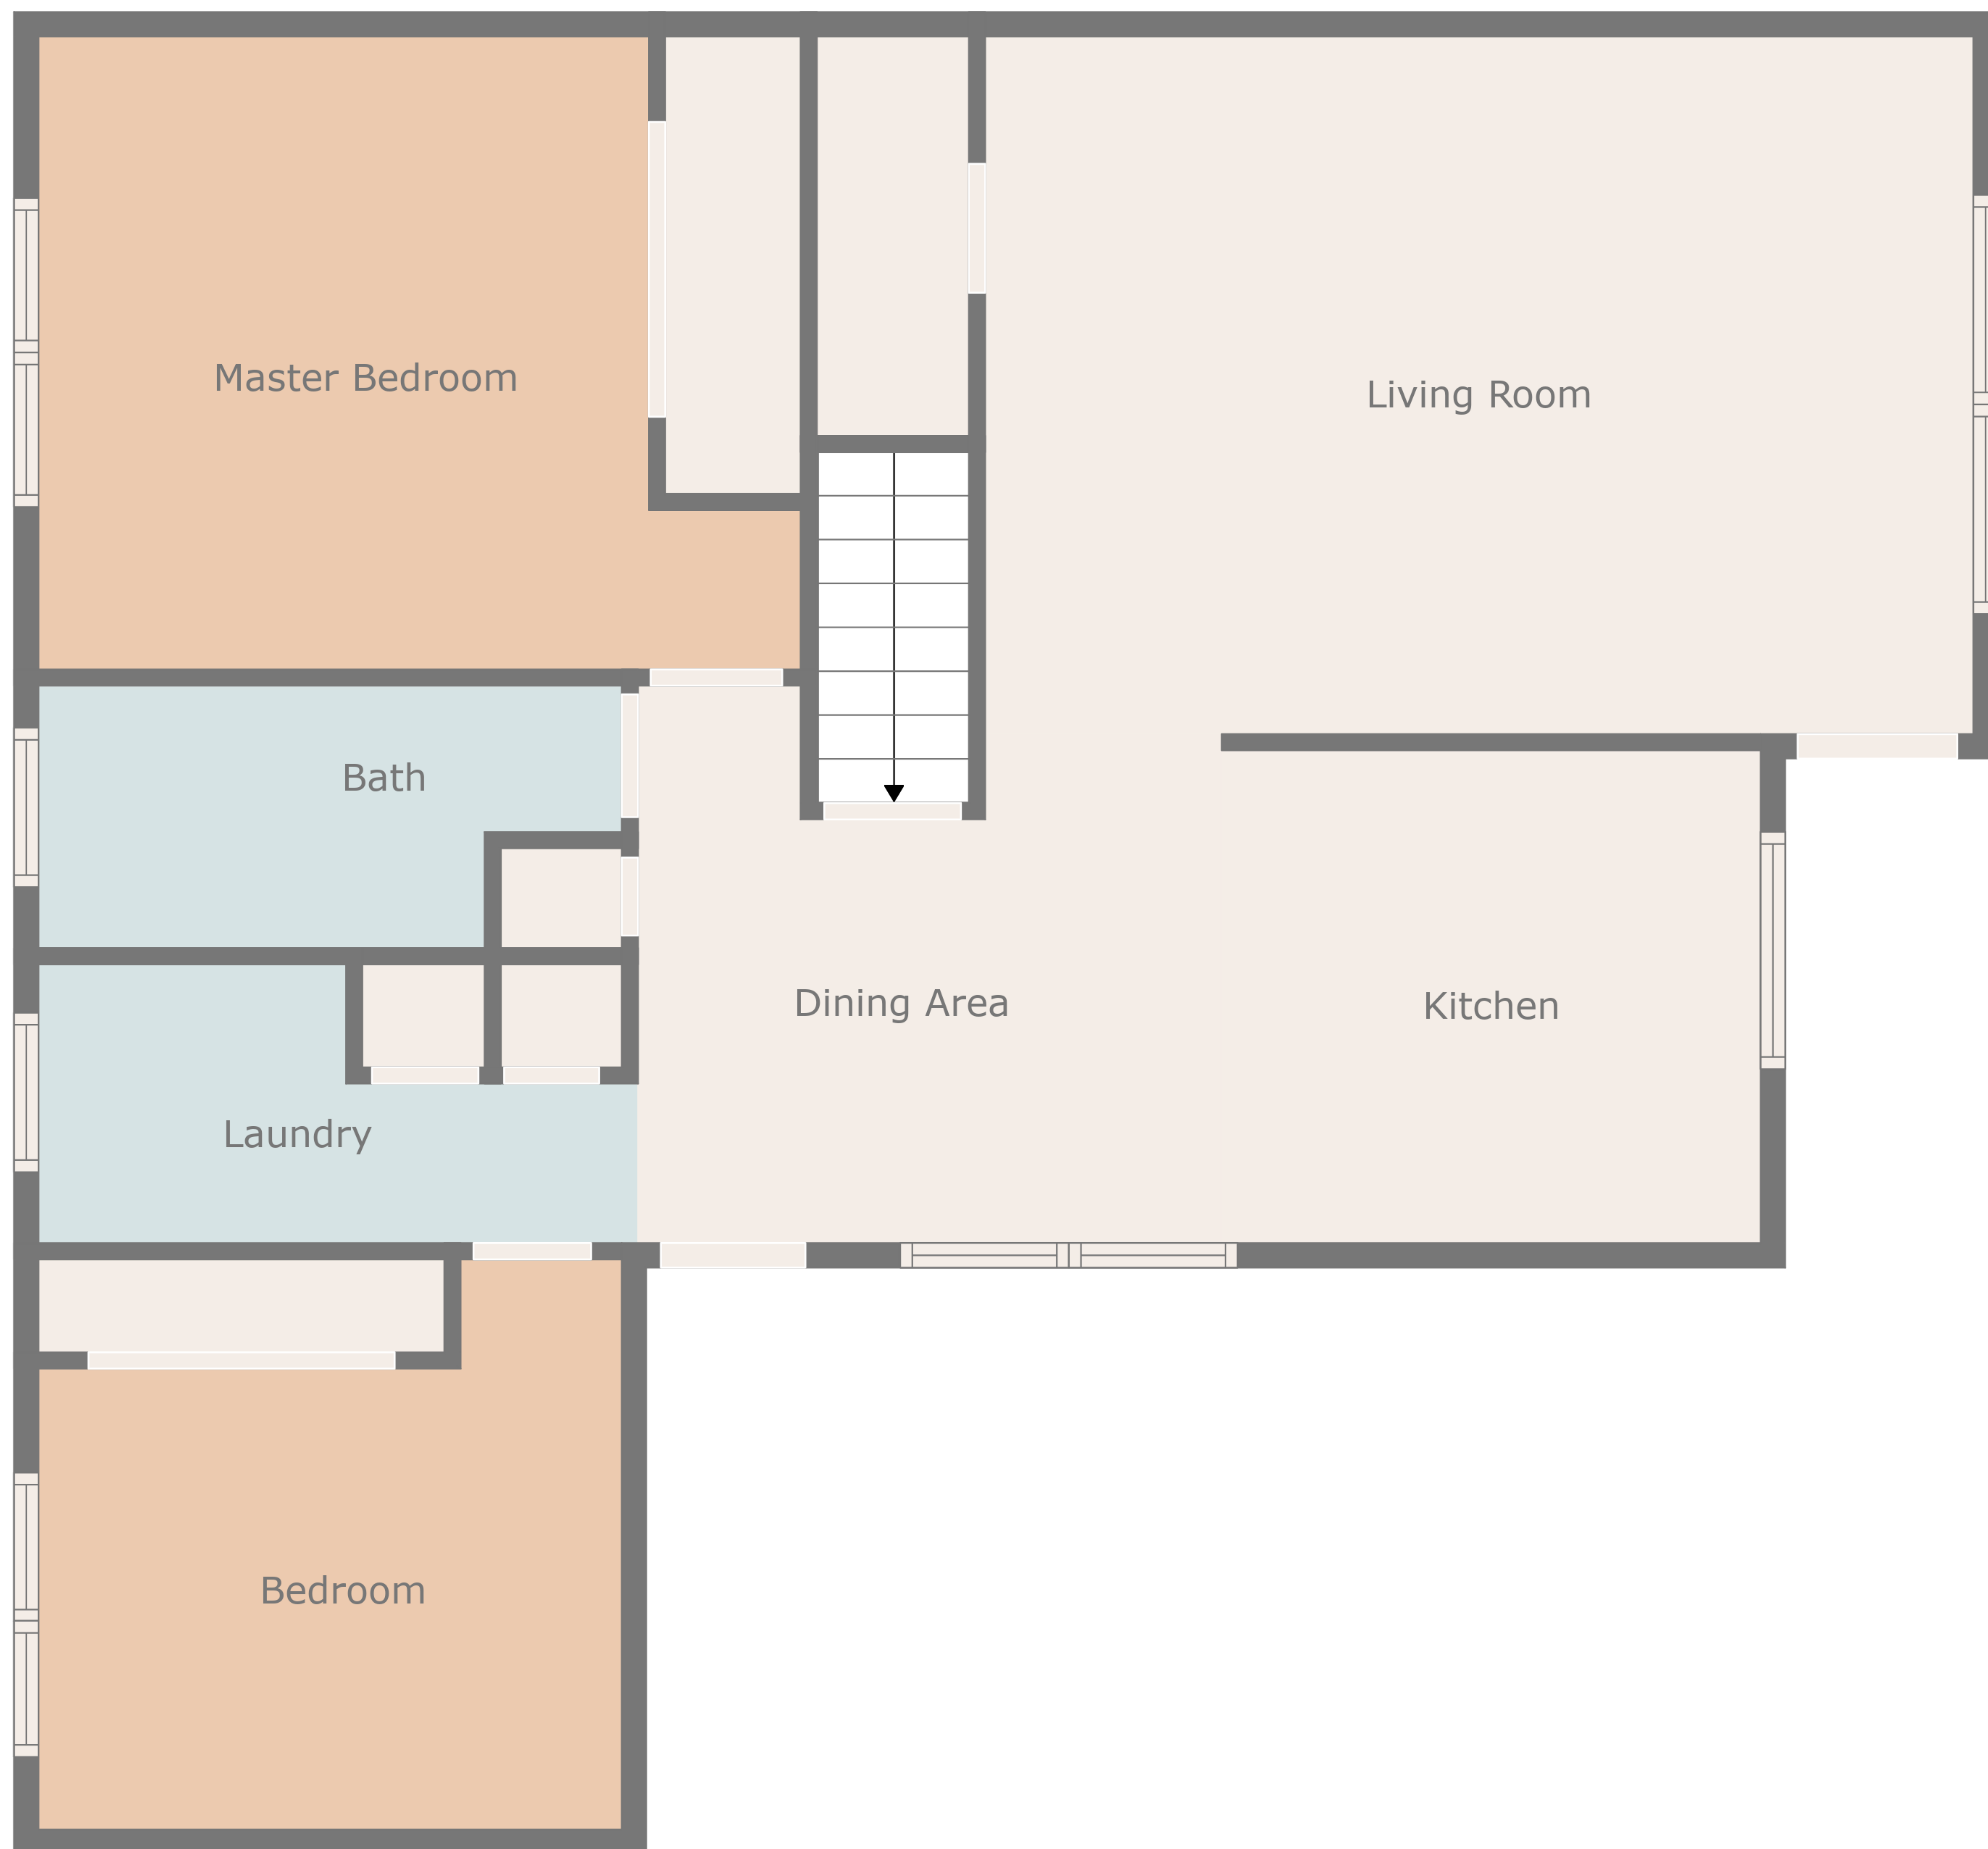 Master Bedroom
Living Room
Bath
Dining Area
Kitchen
Laundry
Bedroom